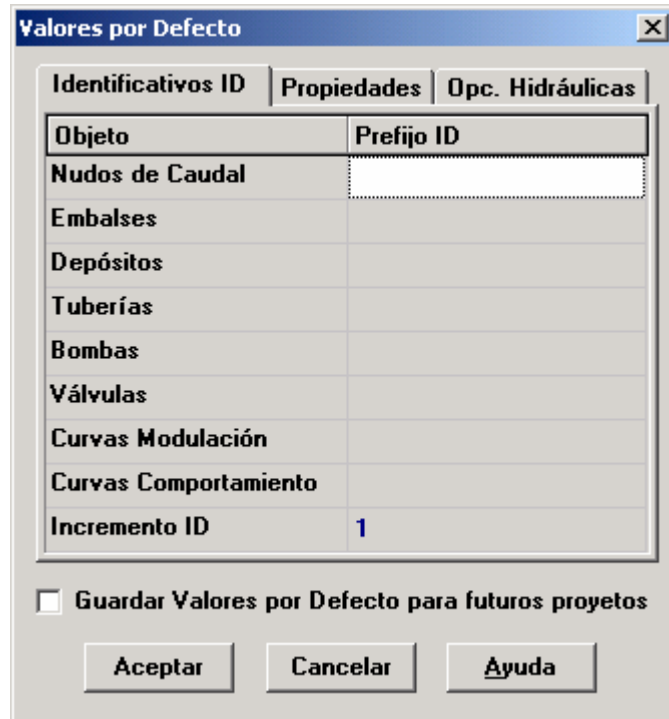 Valores por Defecto
Identificativos ID Propiedades Opc. Hidráulicas
Objeto Prefijo ID
Nudos de Caudal
Embalses
Depósitos
Tuberías
Bombas
Válvulas
Curvas Modulación
Curvas Comportamiento
Incremento ID 1
Guardar Valores por Defecto para futuros proyetos
Aceptar Cancelar Ayuda